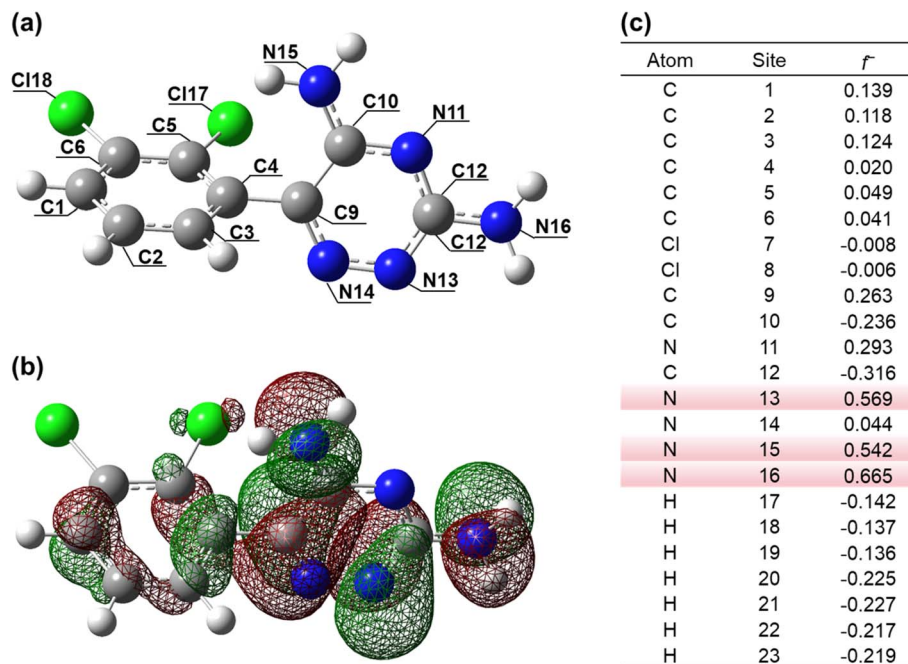 (a)
N15
Cl18
Cl17
C10
N11
C5
C6
C4
C12
C1
C9
N16
C3
C12
C2
N13
N14
(b)
(c)
Atom Site f⁻
C 1 0.139
C 2 0.118
C 3 0.124
C 4 0.020
C 5 0.049
C 6 0.041
Cl 7 -0.008
Cl 8 -0.006
C 9 0.263
C 10 -0.236
N 11 0.293
C 12 -0.316
N 13 0.569
N 14 0.044
N 15 0.542
N 16 0.665
H 17 -0.142
H 18 -0.137
H 19 -0.136
H 20 -0.225
H 21 -0.227
H 22 -0.217
H 23 -0.219